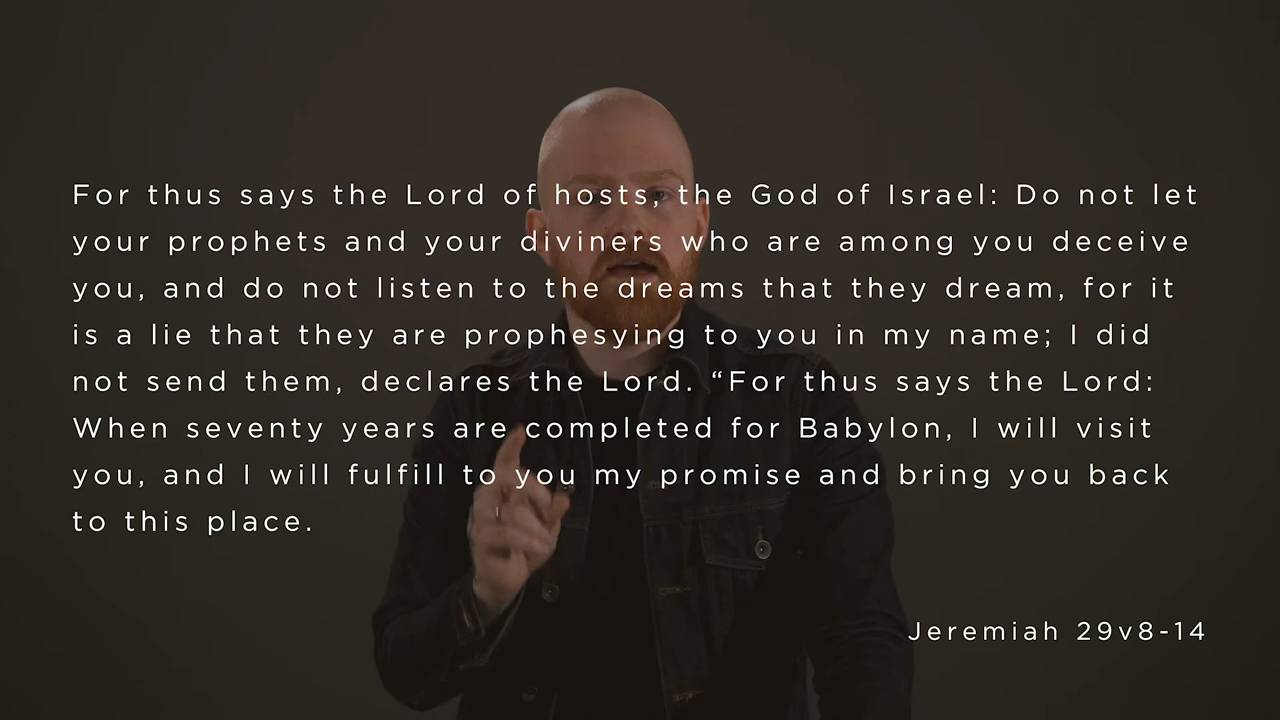 For thus says the Lord of hosts, the God of Israel: Do not let
your prophets and your diviners who are among you deceive
you, and do not listen to the dreams that they dream, for it
is a lie that they are prophesying to you in my name; I did
not send them, declares the Lord. “For thus says the Lord:
When seventy years are completed for Babylon, I will visit
you, and I will fulfill to you my promise and bring you back
to this place.
Jeremiah 29v8-14